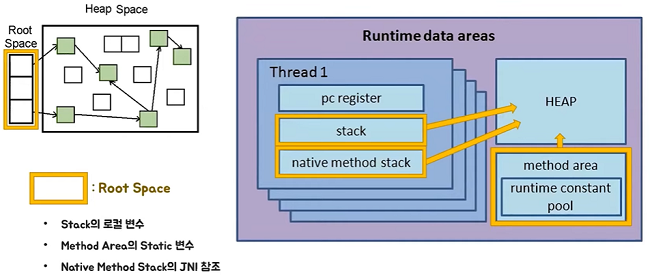 Heap Space
Root
Space
: Root Space
• Stack의 로컬 변수
• Method Area의 Static 변수
• Native Method Stack의 JNI 참조
Runtime data areas
Thread 1
pc register
stack
native method stack
HEAP
method area
runtime constant
pool